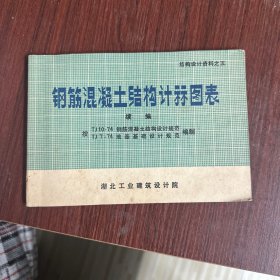 结构设计资料之三
钢筋混凝土结构计算图表
续编
按 TJ10-74 钢筋混凝土结构设计规范 编制
TJ7-74 地基基础设计规范
湖北工业建筑设计院